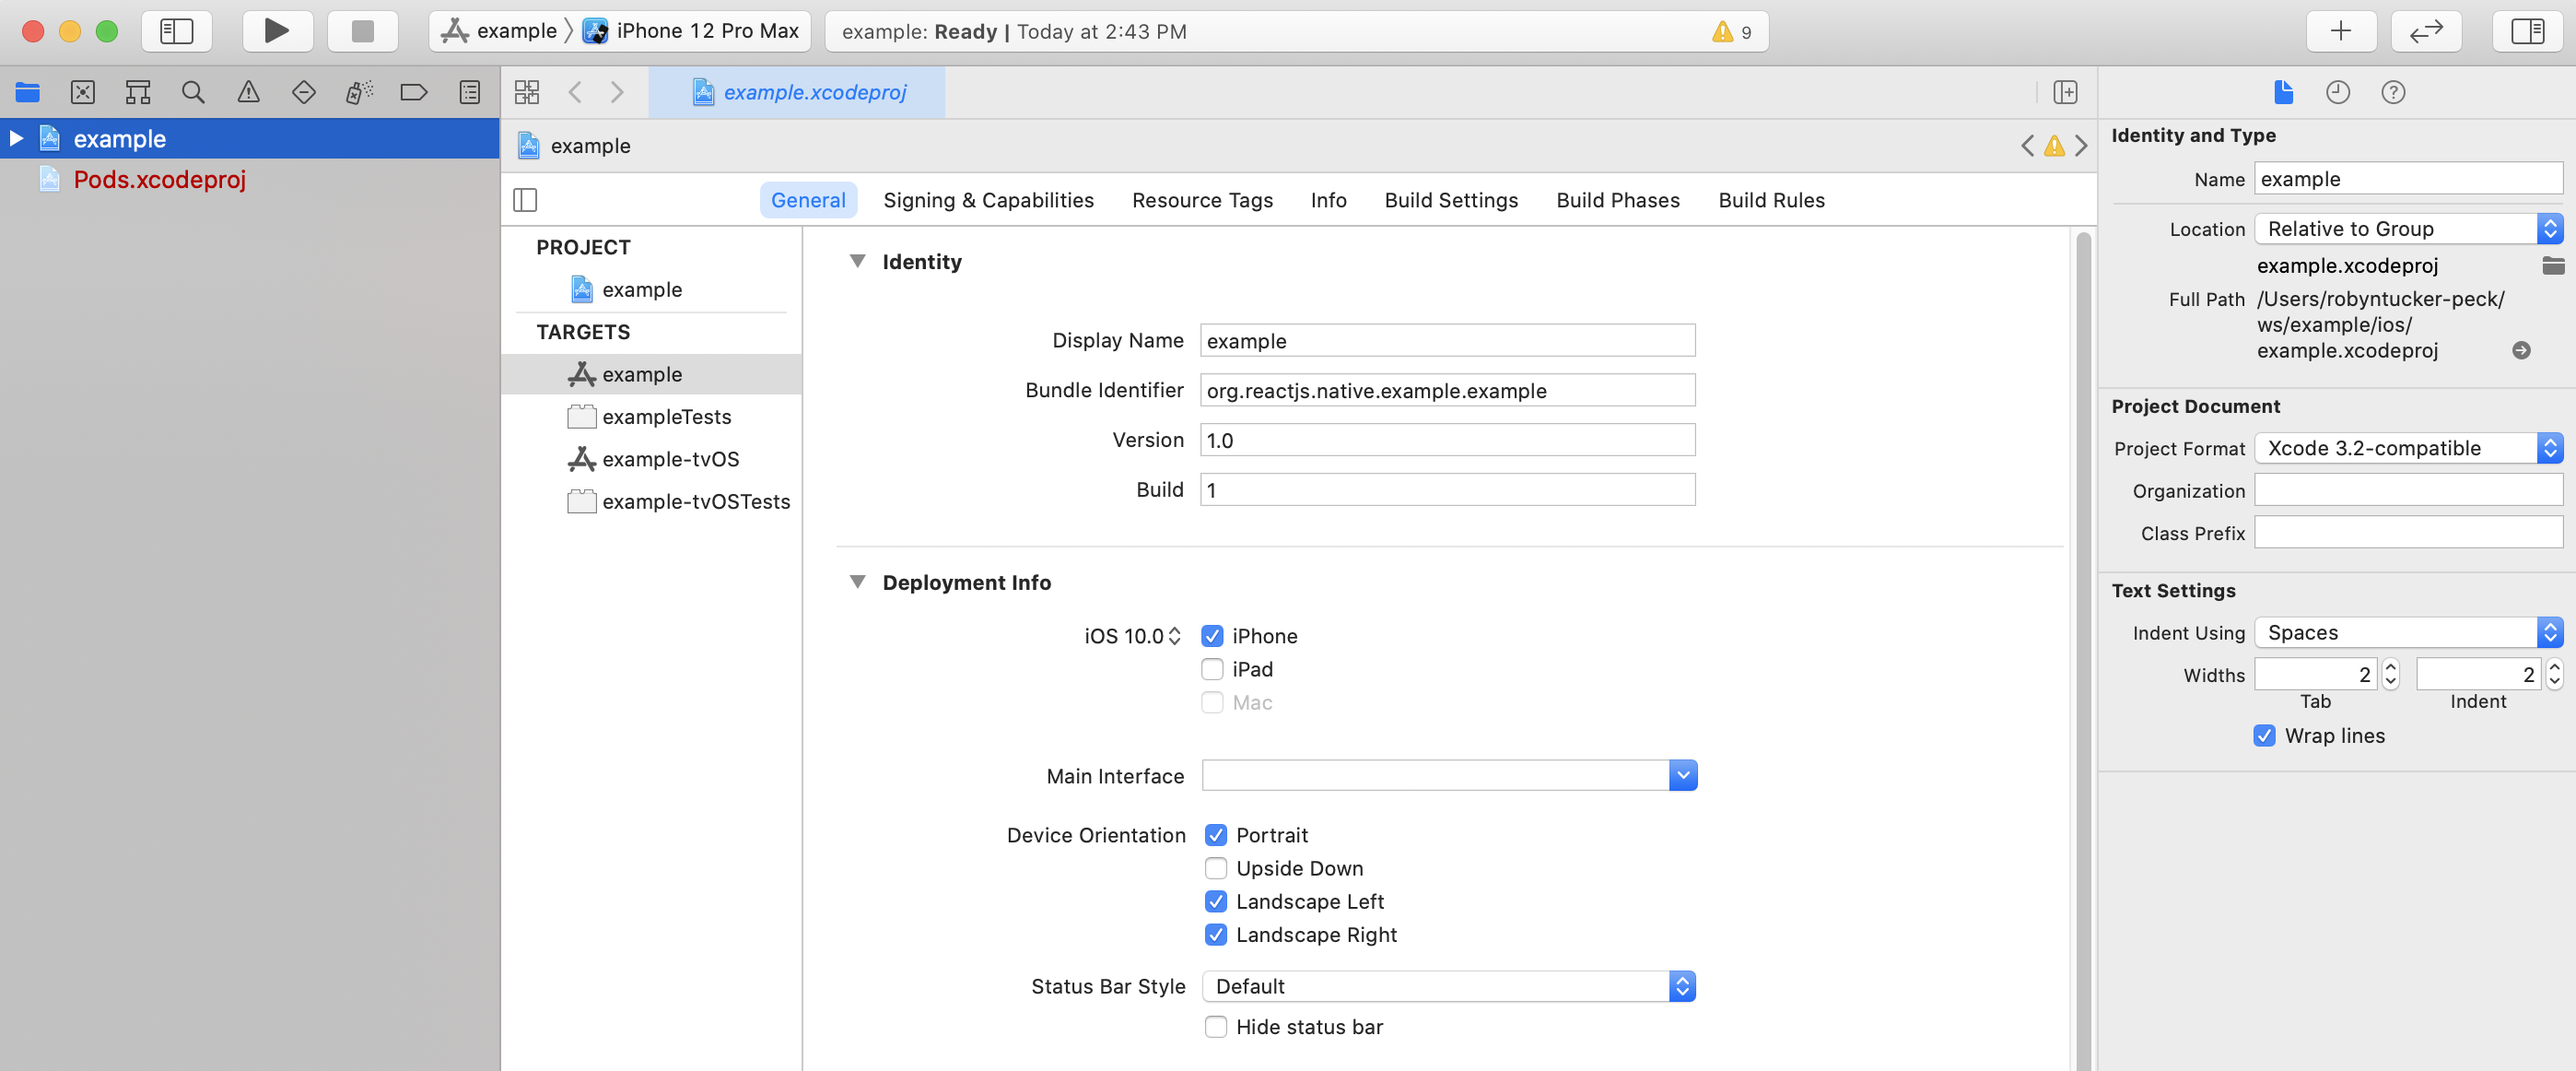 example
iPhone 12 Pro Max
example: Ready | Today at 2:43 PM
9
example.xcodeproj
example
Pods.xcodeproj
example
General
Signing & Capabilities
Resource Tags
Info
Build Settings
Build Phases
Build Rules
PROJECT
example
TARGETS
example
exampleTests
example-tvOS
example-tvOSTests
Identity
Display Name example
Bundle Identifier org.reactjs.native.example.example
Version 1.0
Build 1
Deployment Info
iOS 10.0 iPhone
iPad
Mac
Main Interface
Device Orientation Portrait
Upside Down
Landscape Left
Landscape Right
Status Bar Style Default
Hide status bar
Identity and Type
Name example
Location Relative to Group
example.xcodeproj
Full Path /Users/robyntucker-peck/
ws/example/ios/
example.xcodeproj
Project Document
Project Format Xcode 3.2-compatible
Organization
Class Prefix
Text Settings
Indent Using Spaces
Widths 2 2
Tab Indent
Wrap lines